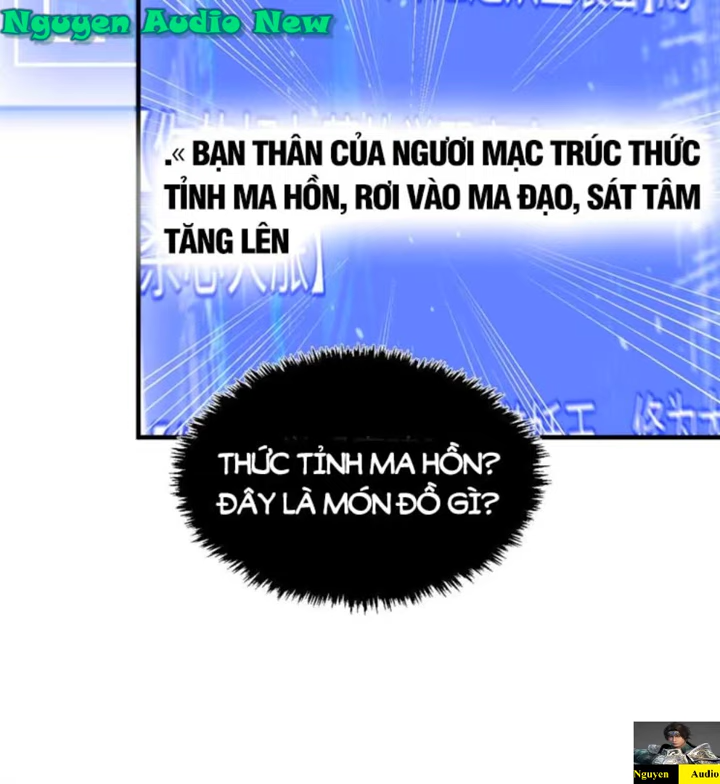 Nguyen Audio New
.« BẠN THÂN CỦA NGƯƠI MẠC TRÚC THỨC
TỈNH MA HỒN, RƠI VÀO MA ĐẠO, SÁT TÂM
TĂNG LÊN
THỨC TỈNH MA HỒN?
ĐÂY LÀ MÓN ĐỒ GÌ?
Nguyen Audio